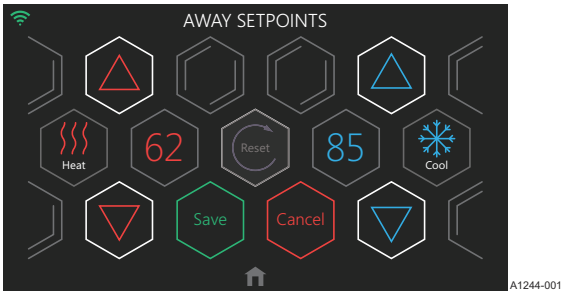 AWAY SETPOINTS
Heat
62
Reset
85
Cool
Save
Cancel
A1244-001